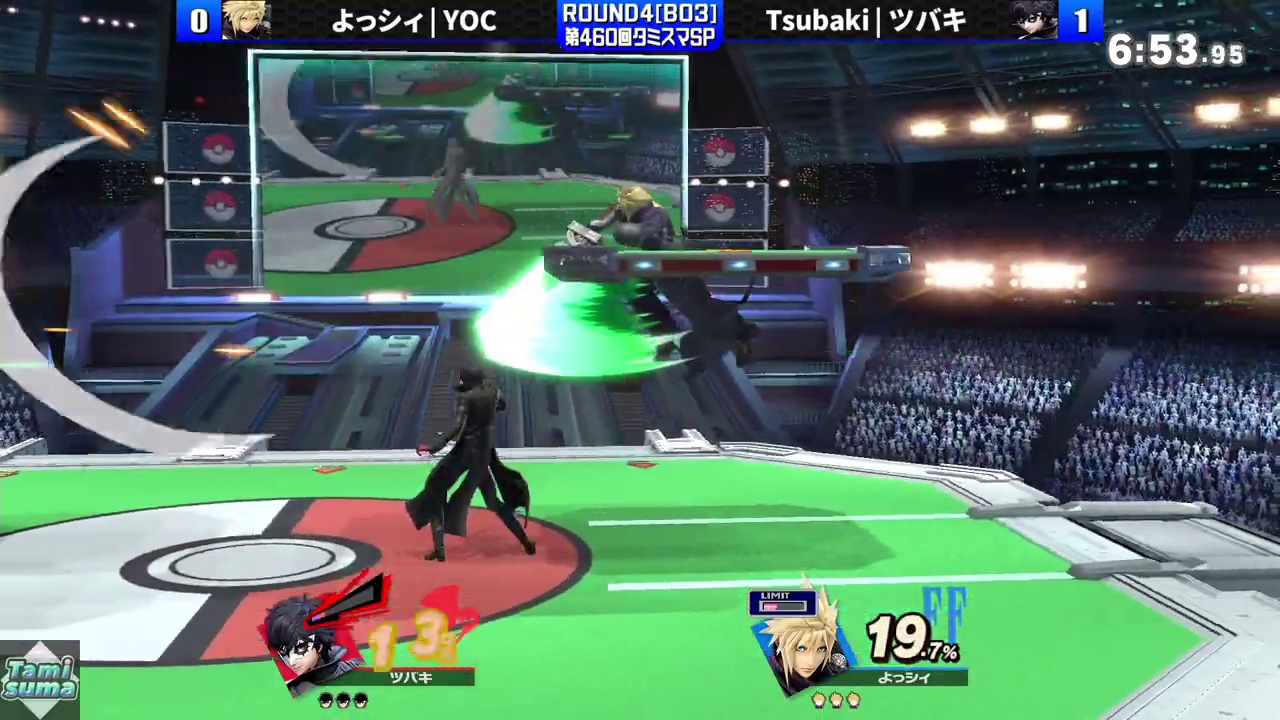 0 よっシィ | YOC
ROUND4[BO3]
第460回タミスマSP
Tsubaki | ツバキ 1
6:53.95
LIMIT
19.7%
ツバキ
よっシィ
Tami
suma